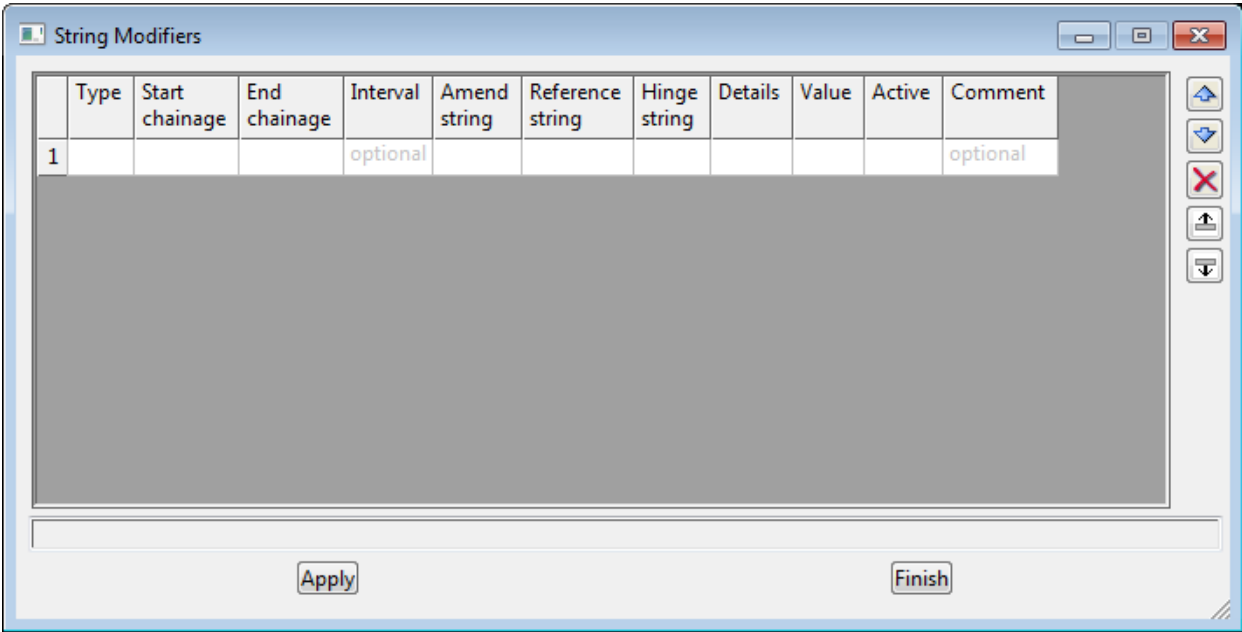 String Modifiers
Type Start chainage End chainage Interval Amend string Reference string Hinge string Details Value Active Comment
1 optional optional
Apply Finish